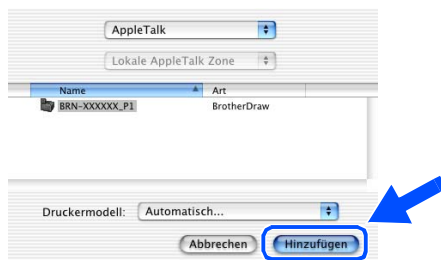 AppleTalk
Lokale AppleTalk Zone
Name Art
BRN-XXXXXX_P1 BrotherDraw
Druckermodell: Automatisch...
Abbrechen Hinzufügen